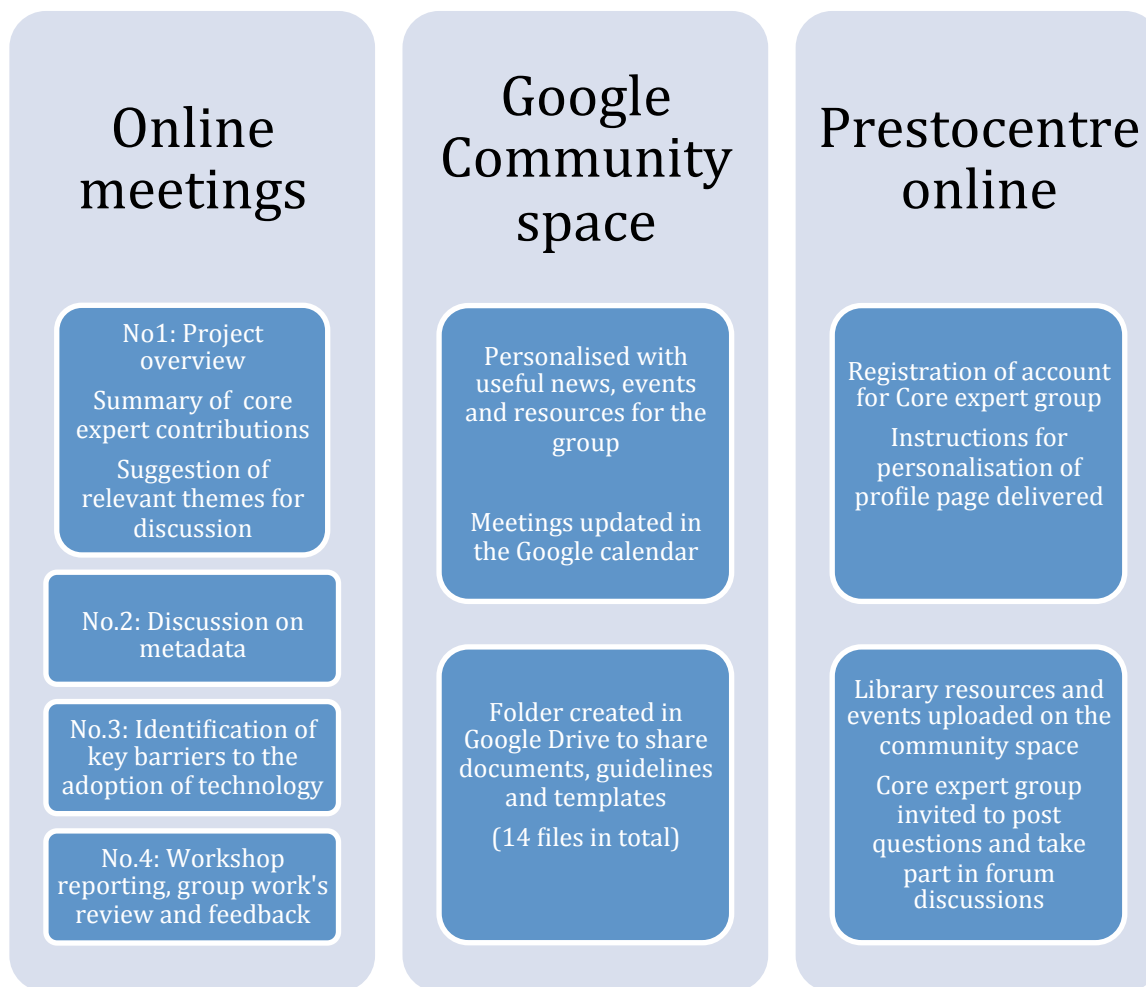 Online
meetings
No1: Project
overview
Summary of core
expert contributions
Suggestion of
relevant themes for
discussion
No.2: Discussion on
metadata
No.3: Identification of
key barriers to the
adoption of technology
No.4: Workshop
reporting, group work's
review and feedback
Google
Community
space
Personalised with
useful news, events
and resources for the
group
Meetings updated in
the Google calendar
Folder created in
Google Drive to share
documents, guidelines
and templates
(14 files in total)
Prestocentre
online
Registration of account
for Core expert group
Instructions for
personalisation of
profile page delivered
Library resources and
events uploaded on the
community space
Core expert group
invited to post
questions and take
part in forum
discussions